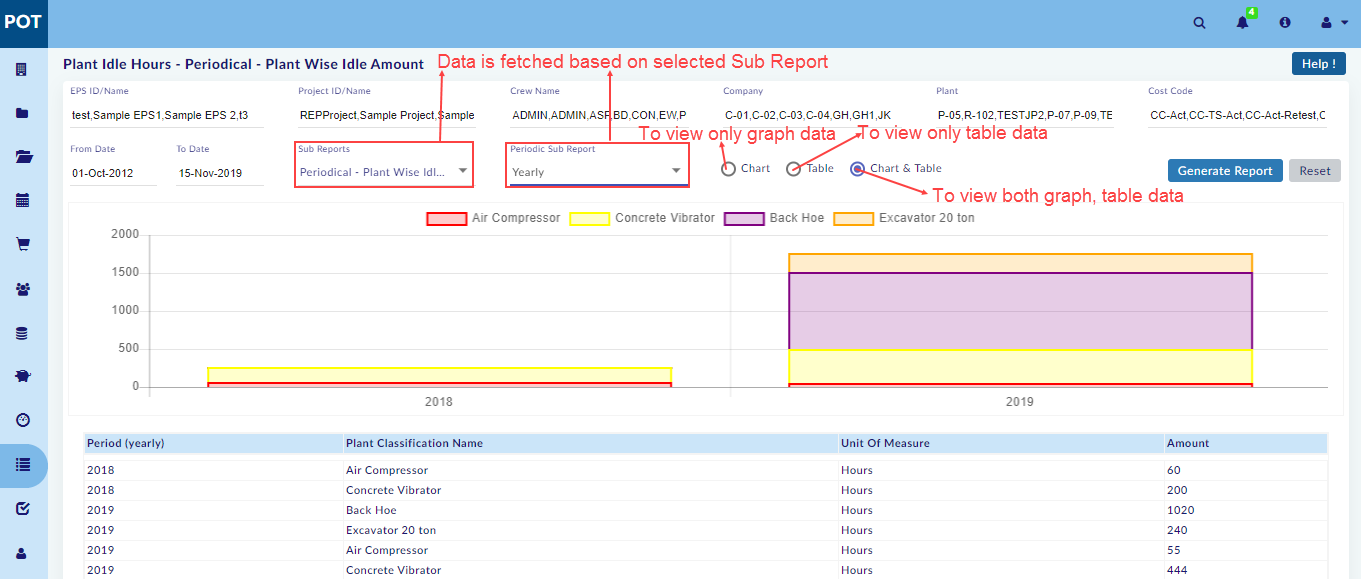 POT
4
Plant Idle Hours - Periodical - Plant Wise Idle Amount
Data is fetched based on selected Sub Report
Help !
EPS ID/Name
Project ID/Name
Crew Name
Company
Plant
Cost Code
test,Sample EPS1,Sample EPS 2,t3
REPProject,Sample Project,Sample
ADMIN,ADMIN,ASP,BD,CON,EW,P
C-01,C-02,C-03,C-04,GH,GH1,JK
P-05,R-102,TESTJP2,P-07,P-09,TE
CC-Act,CC-TS-Act,CC-Act-Retest,C
To view only graph data
To view only table data
From Date
To Date
Sub Reports
Periodic Sub Report
01-Oct-2012
15-Nov-2019
Periodical - Plant Wise Idl...
Yearly
Chart
Table
Chart & Table
Generate Report
Reset
To view both graph, table data
Air Compressor
Concrete Vibrator
Back Hoe
Excavator 20 ton
2000
1500
1000
500
0
2018
2019
Period (yearly) Plant Classification Name Unit Of Measure Amount
2018 Air Compressor Hours 60
2018 Concrete Vibrator Hours 200
2019 Back Hoe Hours 1020
2019 Excavator 20 ton Hours 240
2019 Air Compressor Hours 55
2019 Concrete Vibrator Hours 444